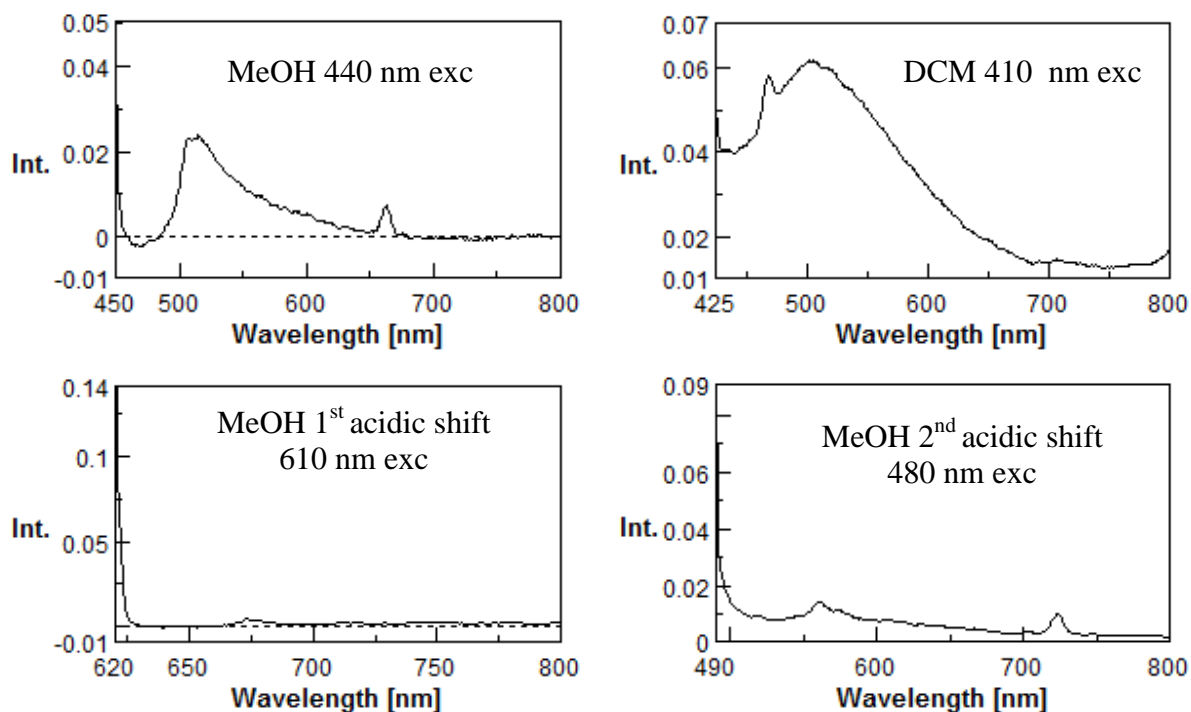 0.05
0.04
0.02
0
-0.01
Int.
MeOH 440 nm exc
450 500 600 700 800
Wavelength [nm]
0.07
0.06
0.04
0.02
0.01
Int.
DCM 410 nm exc
425 500 600 700 800
Wavelength [nm]
0.14
0.1
0.05
0
-0.01
Int.
MeOH 1st acidic shift
610 nm exc
620 650 700 750 800
Wavelength [nm]
0.09
0.06
0.04
0.02
0
Int.
MeOH 2nd acidic shift
480 nm exc
490 600 700 800
Wavelength [nm]